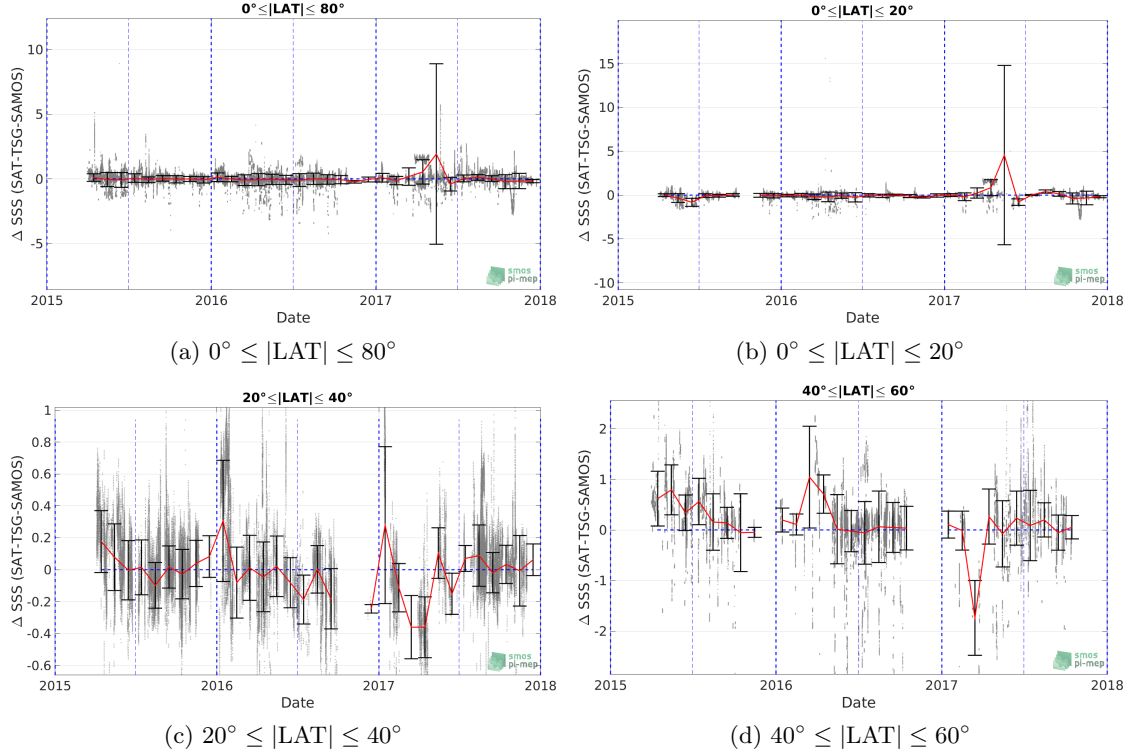 0°≤|LAT|≤ 80°
Δ SSS (SAT-TSG-SAMOS)
10
5
0
-5
2015
2016
2017
2018
Date
smos
pi-mep
(a) 0° ≤ |LAT| ≤ 80°
0°≤|LAT|≤ 20°
Δ SSS (SAT-TSG-SAMOS)
15
10
5
0
-5
-10
2015
2016
2017
2018
Date
smos
pi-mep
(b) 0° ≤ |LAT| ≤ 20°
20°≤|LAT|≤ 40°
Δ SSS (SAT-TSG-SAMOS)
1
0.8
0.6
0.4
0.2
0
-0.2
-0.4
-0.6
2015
2016
2017
2018
Date
smos
pi-mep
(c) 20° ≤ |LAT| ≤ 40°
40°≤|LAT|≤ 60°
Δ SSS (SAT-TSG-SAMOS)
2
1
0
-1
-2
2015
2016
2017
2018
Date
smos
pi-mep
(d) 40° ≤ |LAT| ≤ 60°